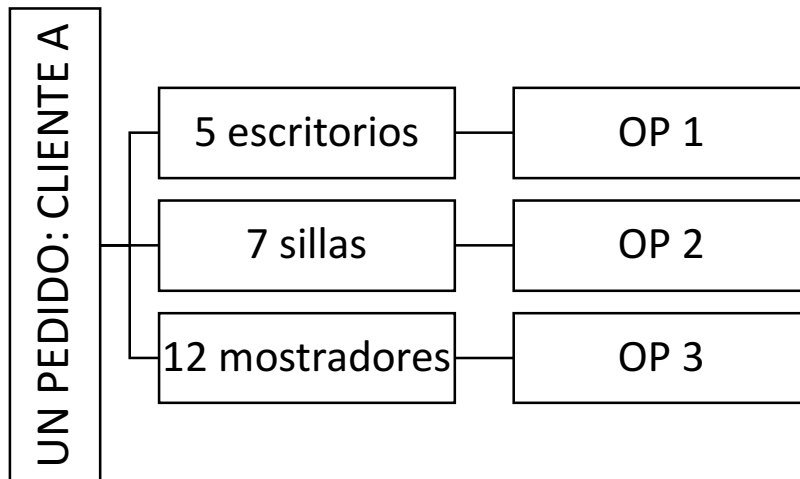 UN PEDIDO: CLIENTE A
5 escritorios
OP 1
7 sillas
OP 2
12 mostradores
OP 3